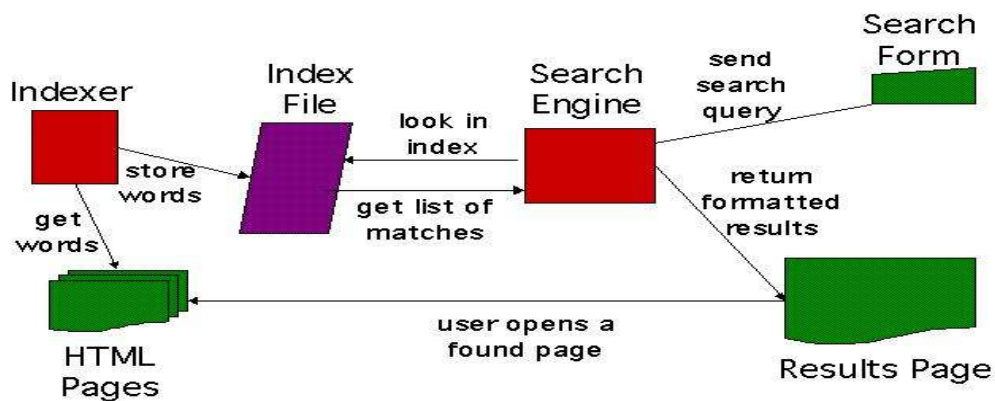 Indexer
Index
File
Search
Engine
Search
Form
send
search
query
look in
index
store
words
get list of
matches
get
words
return
formatted
results
user opens a
found page
HTML
Pages
Results Page